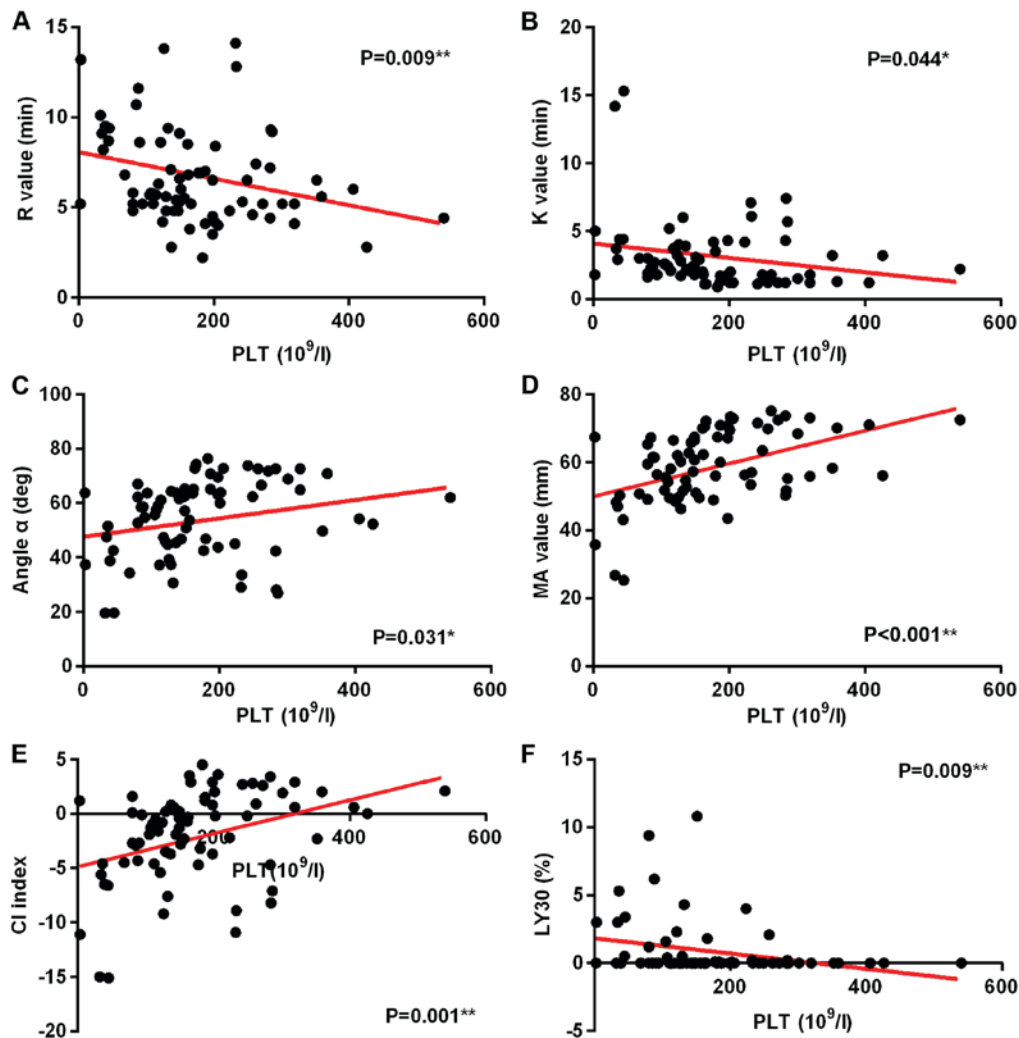 A
P=0.009**
R value (min)
15
10
5
0
0
200
400
600
PLT (10⁹/l)
B
P=0.044*
K value (min)
20
15
10
5
0
0
200
400
600
PLT (10⁹/l)
C
P=0.031*
Angle α (deg)
100
80
60
40
20
0
0
200
400
600
PLT (10⁹/l)
D
P<0.001**
MA value (mm)
80
60
40
20
0
0
200
400
600
PLT (10⁹/l)
E
P=0.001**
CI index
5
0
-5
-10
-15
-20
200
400
600
PLT(10⁹/l)
F
P=0.009**
LY30 (%)
15
10
5
0
-5
200
400
600
PLT (10⁹/l)